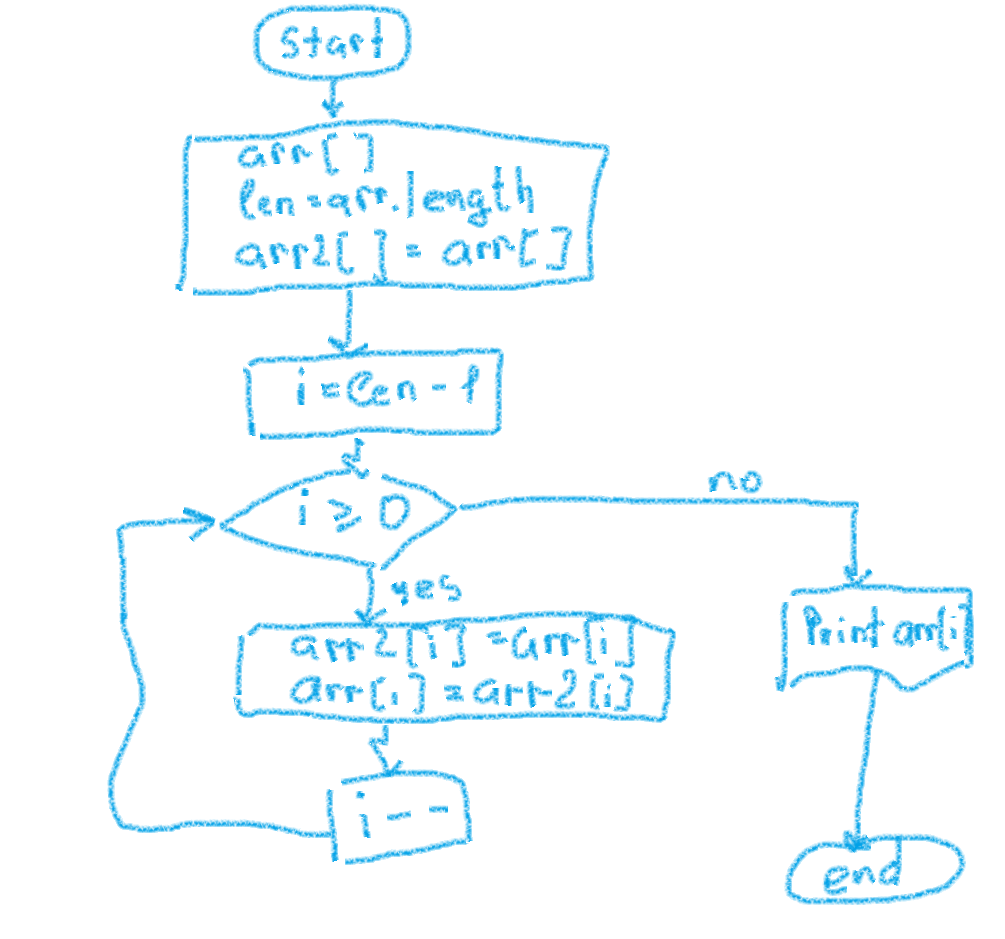 start
arr[ ]
len=arr.length
arr2[ ] = arr[ ]
i=len-1
i ≥ 0
no
yes
arr2[i]=arr[i]
arr[i]=arr2[i]
Print arr[i]
i--
end